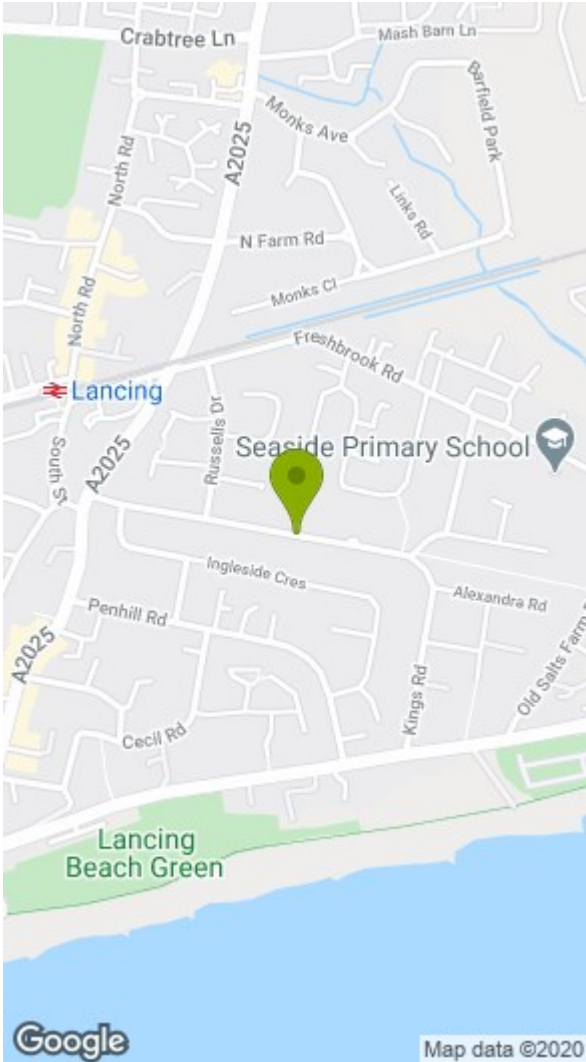 Crabtree Ln
Mash Barn Ln
Barfield Park
Monks Ave
A2025
North Rd
Links Rd
N Farm Rd
North Rd
Monks Cl
Freshbrook Rd
Lancing
Russells Dr
South St
A2025
Seaside Primary School
Ingleside Cres
Alexandra Rd
Penhill Rd
A2025
Kings Rd
Old Salts Farm
Cecil Rd
Lancing
Beach Green
Google
Map data ©2020